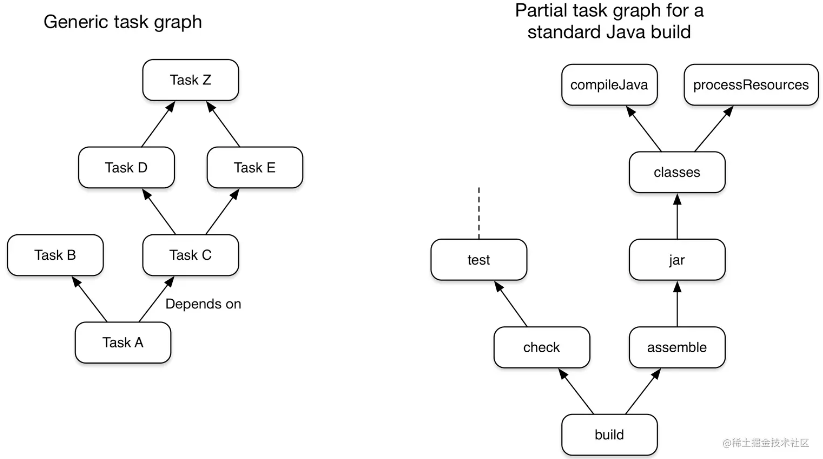 Generic task graph
Task Z
Task D
Task E
Task B
Task C
Depends on
Task A
Partial task graph for a
standard Java build
compileJava
processResources
classes
test
jar
check
assemble
build
@稀土掘金技术社区